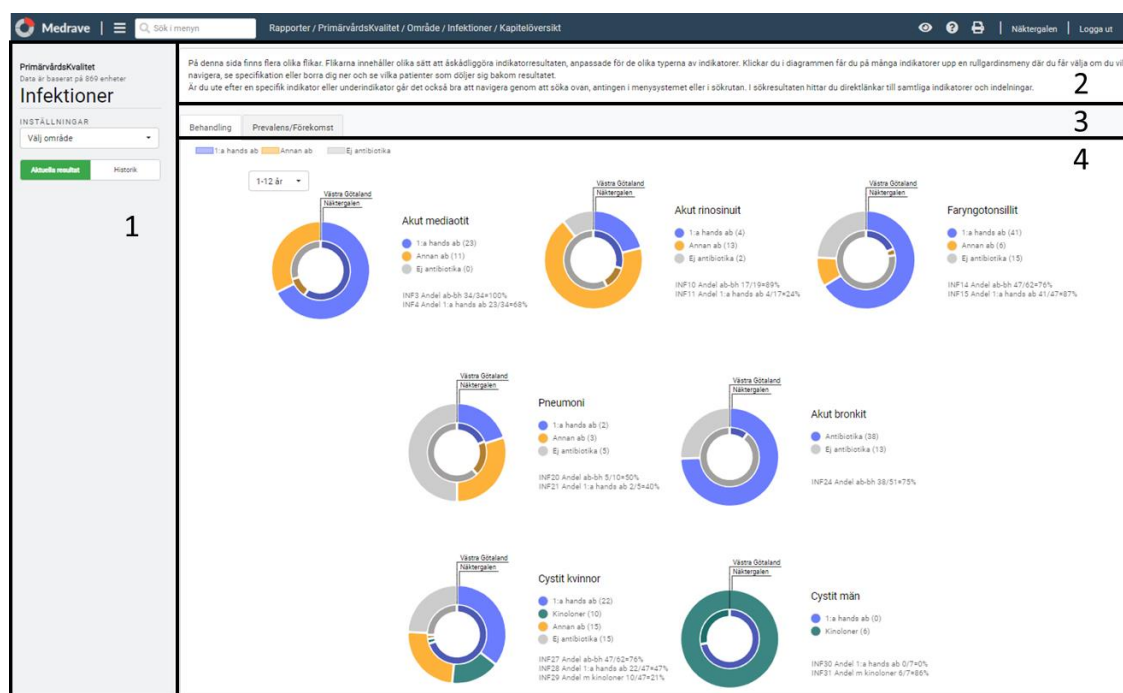 Medrave
Sök i menyn
Rapporter / PrimärvårdsKvalitet / Område / Infektioner / Kapitelöversikt
Näktergalen
Logga ut
PrimärvårdsKvalitet
Data är baserat på 869 enheter
Infektioner
INSTÄLLNINGAR
Välj område
Aktuella resultat
Historik
1
På denna sida finns flera olika flikar. Flikarna innehåller olika sätt att åskådliggöra indikatorresultaten, anpassade för de olika typerna av indikatorer. Klickar du i diagrammen får du på många indikatorer upp en rullgardinsmeny där du får välja om du vil
navigera, se specifikation eller borra dig ner och se vilka patienter som döljer sig bakom resultatet.
Är du ute efter en specifik indikator eller underindikator går det också bra att navigera genom att söka ovan, antingen i menysystemet eller i sökrutan. I sökresultaten hittar du direktlänkar till samtliga indikatorer och indelningar.
2
Behandling
Prevalens/Förekomst
3
1:a hands ab
Annan ab
Ej antibiotika
4
1-12 år
Västra Götaland
Näktergalen
Akut mediaotit
1:a hands ab (23)
Annan ab (11)
Ej antibiotika (0)
INF3 Andel ab-bh 34/34=100%
INF4 Andel 1:a hands ab 23/34=68%
Västra Götaland
Näktergalen
Akut rinosinuit
1:a hands ab (4)
Annan ab (13)
Ej antibiotika (2)
INF10 Andel ab-bh 17/19=89%
INF11 Andel 1:a hands ab 4/17=24%
Västra Götaland
Näktergalen
Faryngotonsillit
1:a hands ab (41)
Annan ab (6)
Ej antibiotika (15)
INF14 Andel ab-bh 47/62=76%
INF15 Andel 1:a hands ab 41/47=87%
Västra Götaland
Näktergalen
Pneumoni
1:a hands ab (2)
Annan ab (3)
Ej antibiotika (5)
INF20 Andel ab-bh 5/10=50%
INF21 Andel 1:a hands ab 2/5=40%
Västra Götaland
Näktergalen
Akut bronkit
Antibiotika (38)
Ej antibiotika (13)
INF24 Andel ab-bh 38/51=75%
Västra Götaland
Näktergalen
Cystit kvinnor
1:a hands ab (22)
Kinoloner (10)
Annan ab (15)
Ej antibiotika (15)
INF27 Andel ab-bh 47/62=76%
INF28 Andel 1:a hands ab 22/47=47%
INF29 Andel m kinoloner 10/47=21%
Västra Götaland
Näktergalen
Cystit män
1:a hands ab (0)
Kinoloner (6)
INF30 Andel 1:a hands ab 0/7=0%
INF31 Andel m kinoloner 6/7=86%